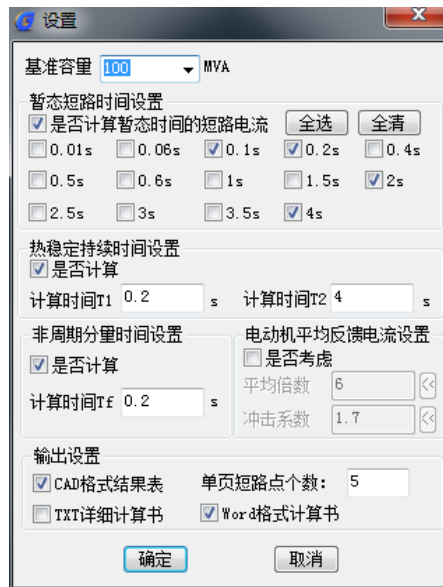 设置
基准容量 100 MVA
暂态短路时间设置
是否计算暂态时间的短路电流 全选 全清
0.01s 0.06s 0.1s 0.2s 0.4s
0.5s 0.6s 1s 1.5s 2s
2.5s 3s 3.5s 4s
热稳定持续时间设置
是否计算
计算时间T1 0.2 s 计算时间T2 4 s
非周期分量时间设置
是否计算
计算时间Tf 0.2 s
电动机平均反馈电流设置
是否考虑
平均倍数 6 <<
冲击系数 1.7 <<
输出设置
CAD格式结果表 单页短路点个数： 5
TXT详细计算书 Word格式计算书
确定 取消